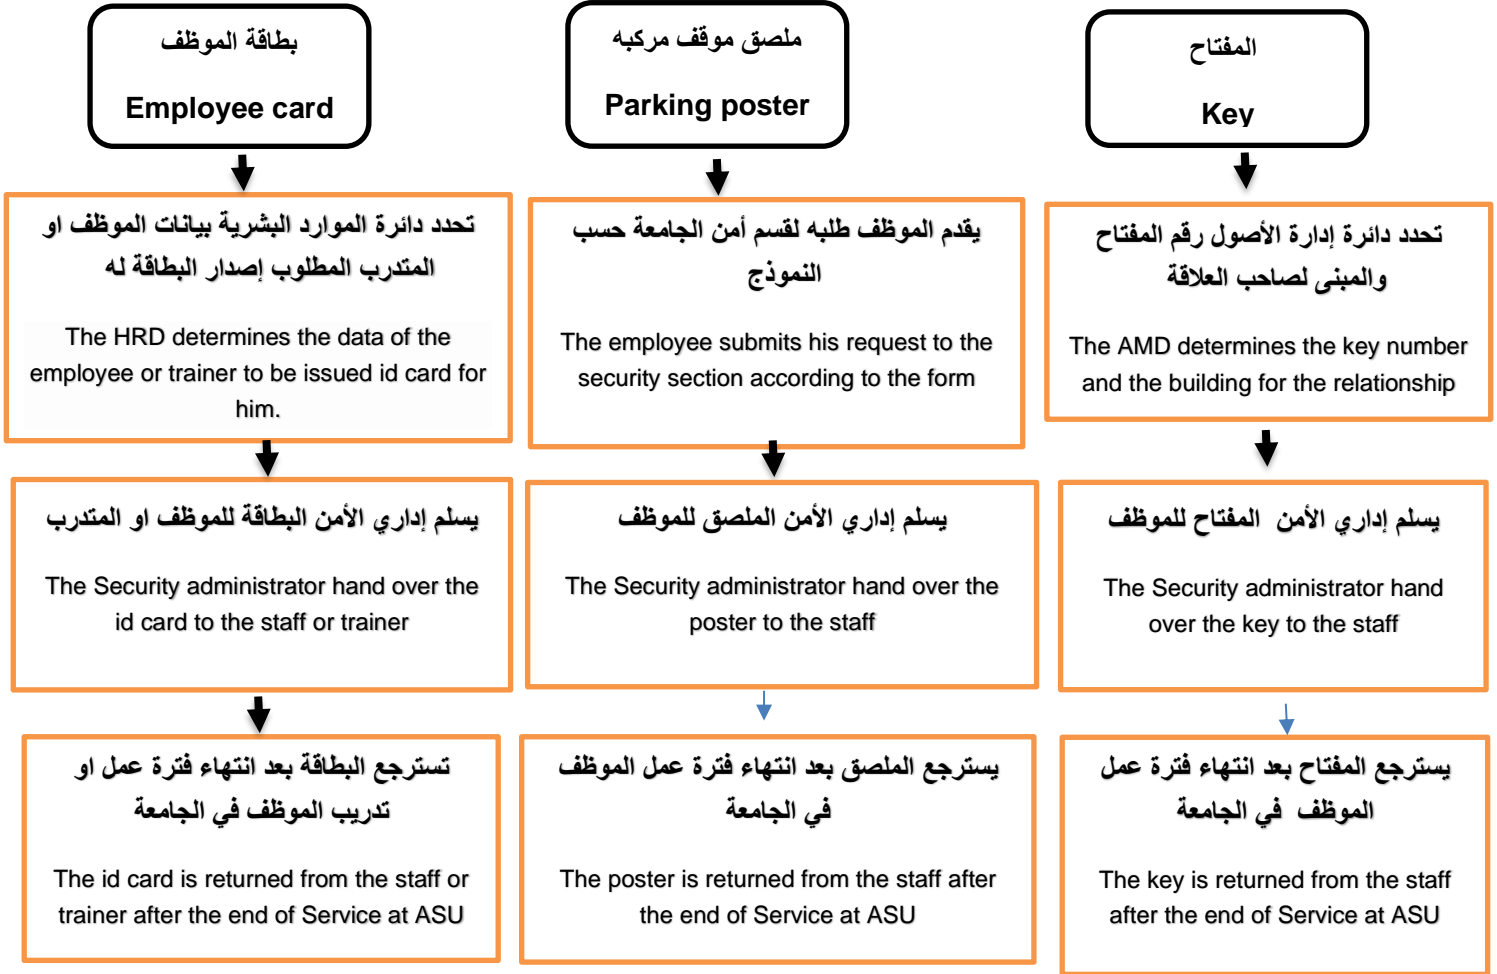 بطاقة الموظف
Employee card
تحدد دائرة الموارد البشرية بيانات الموظف او
المتدرب المطلوب إصدار البطاقة له
The HRD determines the data of the
employee or trainer to be issued id card for
him.
يسلم إداري الأمن البطاقة للموظف او المتدرب
The Security administrator hand over the
id card to the staff or trainer
تسترجع البطاقة بعد انتهاء فترة عمل او
تدريب الموظف في الجامعة
The id card is returned from the staff or
trainer after the end of Service at ASU
ملصق موقف مركبه
Parking poster
يقدم الموظف طلبه لقسم أمن الجامعة حسب
النموذج
The employee submits his request to the
security section according to the form
يسلم إداري الأمن الملصق للموظف
The Security administrator hand over the
poster to the staff
يسترجع الملصق بعد انتهاء فترة عمل الموظف
في الجامعة
The poster is returned from the staff after
the end of Service at ASU
المفتاح
Key
تحدد دائرة إدارة الأصول رقم المفتاح
والمبنى لصاحب العلاقة
The AMD determines the key number
and the building for the relationship
يسلم إداري الأمن المفتاح للموظف
The Security administrator hand
over the key to the staff
يسترجع المفتاح بعد انتهاء فترة عمل
الموظف في الجامعة
The key is returned from the staff
after the end of Service at ASU